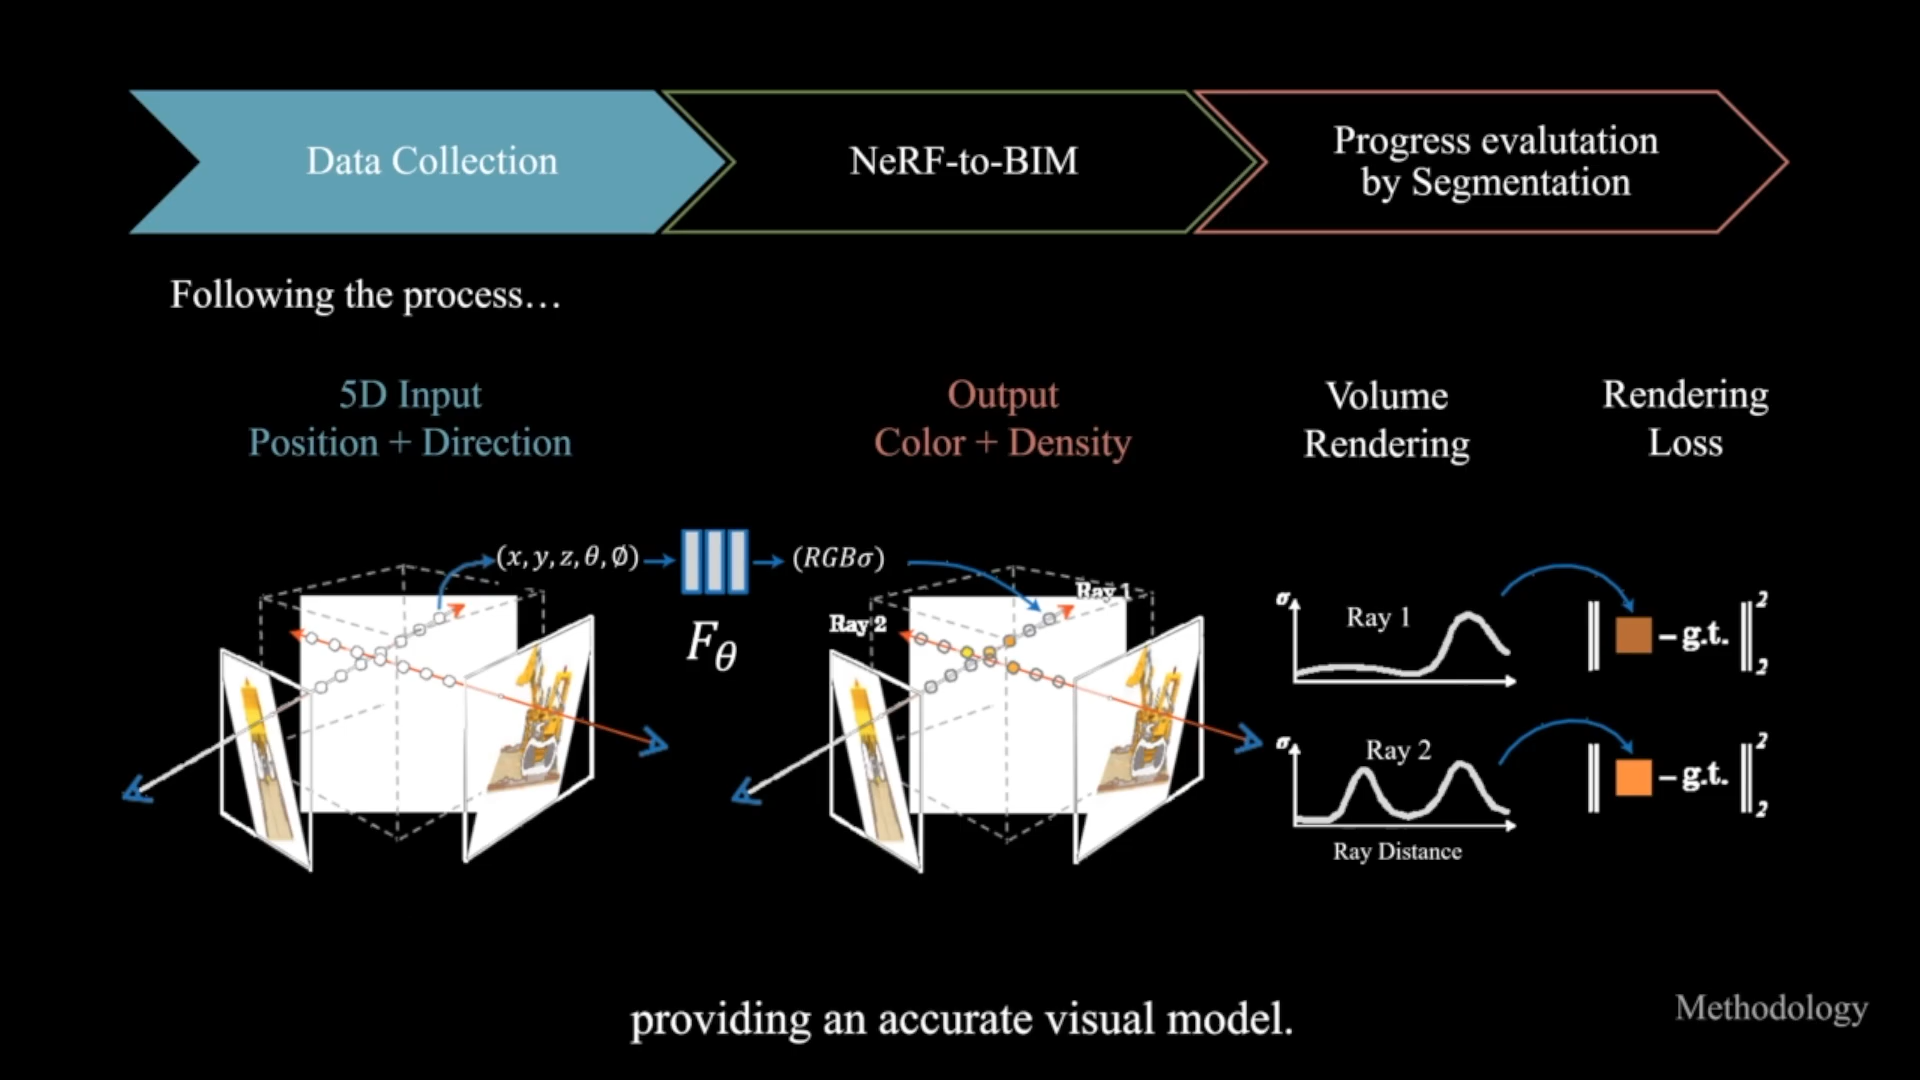 Data Collection
NeRF-to-BIM
Progress evalutation
by Segmentation
Following the process…
5D Input
Position + Direction
Output
Color + Density
Volume
Rendering
Rendering
Loss
(x, y, z, θ, ∅)
F_θ
(RGBσ)
Ray 1
Ray 2
σ
Ray 1
‖ – g.t. ‖²₂
σ
Ray 2
‖ – g.t. ‖²₂
Ray Distance
providing an accurate visual model.
Methodology